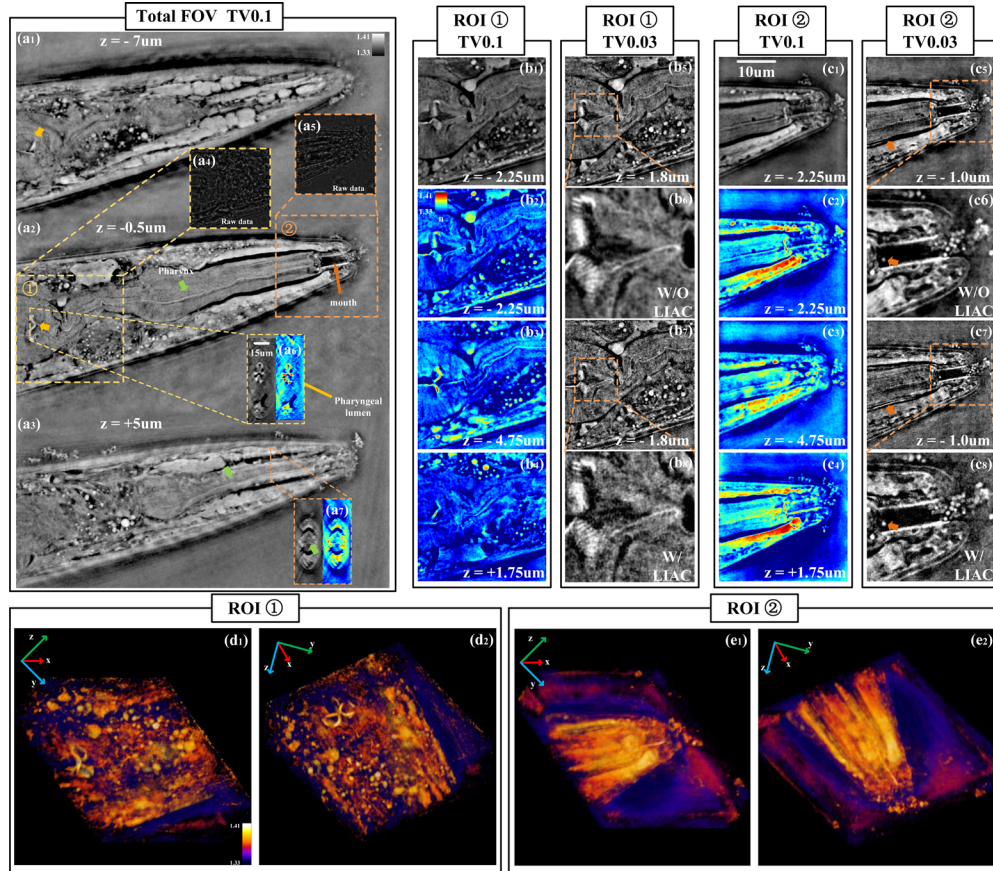 Total FOV TV0.1
(a1)
z = - 7um
1.41
1.33
(a4)
Raw data
(a5)
Raw data
(a2)
z = -0.5um
②
Pharynx
mouth
①
15um
(a6)
Pharyngeal
lumen
(a3)
z = +5um
(a7)
ROI ①
TV0.1
(b1)
z = - 2.25um
1.41
1.33
n
(b2)
z = - 2.25um
(b3)
z = - 4.75um
(b4)
z = +1.75um
ROI ①
TV0.03
(b5)
z = - 1.8um
(b6)
W/O
LIAC
(b7)
z = - 1.8um
(b8)
W/
LIAC
ROI ②
TV0.1
10um
(c1)
z = - 2.25um
(c2)
z = - 2.25um
(c3)
z = - 4.75um
(c4)
z = +1.75um
ROI ②
TV0.03
(c5)
z = - 1.0um
(c6)
W/O
LIAC
(c7)
z = - 1.0um
(c8)
W/
LIAC
ROI ①
z
x
y
(d1)
1.41
1.33
y
x
z
(d2)
ROI ②
z
x
y
(e1)
y
x
z
(e2)